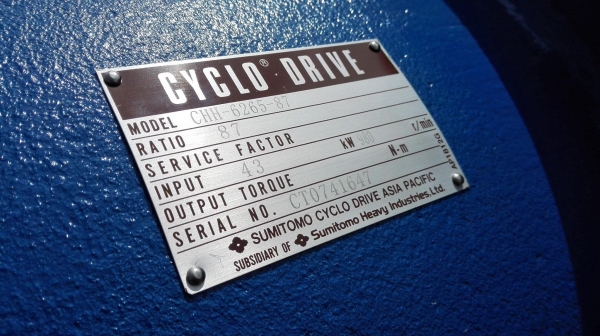 CYCLO® DRIVE
MODEL CHH-6265-87
RATIO 87
SERVICE FACTOR
INPUT 43 kW r/min
OUTPUT TORQUE N-m
SERIAL NO. CT0741647
SUMITOMO CYCLO DRIVE ASIA PACIFIC
SUBSIDIARY OF Sumitomo Heavy Industries, Ltd.